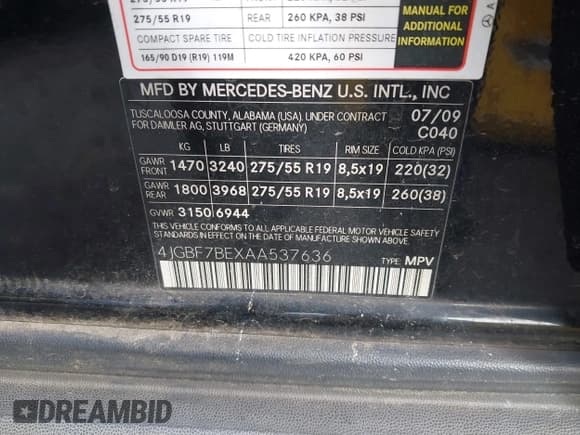 275/55 R19 REAR 260 KPA, 38 PSI
COMPACT SPARE TIRE COLD TIRE INFLATION PRESSURE
165/90 D19 (R19) 119M 420 KPA, 60 PSI
MANUAL FOR
ADDITIONAL
INFORMATION
MFD BY MERCEDES-BENZ U.S. INTL., INC
TUSCALOOSA COUNTY, ALABAMA (USA), UNDER CONTRACT
FOR DAIMLER AG, STUTTGART (GERMANY)
07/09
C040
KG LB TIRES RIM SIZE COLD KPA (PSI)
GAWR FRONT 1470 3240 275/55 R19 8,5x19 220(32)
GAWR REAR 1800 3968 275/55 R19 8,5x19 260(38)
GVWR 3150 6944
THIS VEHICLE CONFORMS TO ALL APPLICABLE FEDERAL MOTOR VEHICLE
SAFETY STANDARDS IN EFFECT ON THE DATE OF MANUFACTURE SHOWN ABOVE.
4JGBF7BEXAA537636 TYPE: MPV
DREAMBID